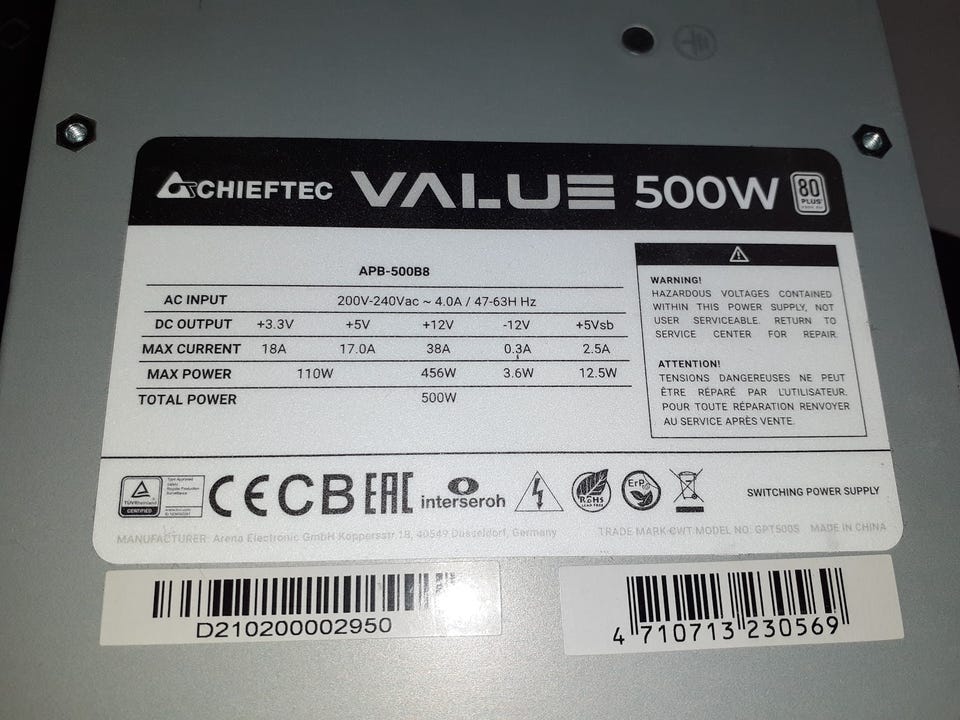 CHIEFTEC VALUE 500W 80 PLUS
APB-500B8
AC INPUT 200V-240Vac ~ 4.0A / 47-63H Hz
DC OUTPUT +3.3V +5V +12V -12V +5Vsb
MAX CURRENT 18A 17.0A 38A 0.3A 2.5A
MAX POWER 110W 456W 3.6W 12.5W
TOTAL POWER 500W
WARNING!
HAZARDOUS VOLTAGES CONTAINED
WITHIN THIS POWER SUPPLY, NOT
USER SERVICEABLE. RETURN TO
SERVICE CENTER FOR REPAIR.
ATTENTION!
TENSIONS DANGEREUSES NE PEUT
ÊTRE RÉPARÉ PAR L'UTILISATEUR.
POUR TOUTE RÉPARATION RENVOYER
AU SERVICE APRÈS VENTE.
TÜVRheinland
CERTIFIED
CE CB EAC interseroh
RoHS
LEAD FREE
ErP
SWITCHING POWER SUPPLY
MANUFACTURER: Arena Electronic GmbH Koppersstr 18, 40549 Dusseldorf, Germany
TRADE MARK:CWT MODEL NO: GPT500S MADE IN CHINA
D210200002950
4 710713 230569